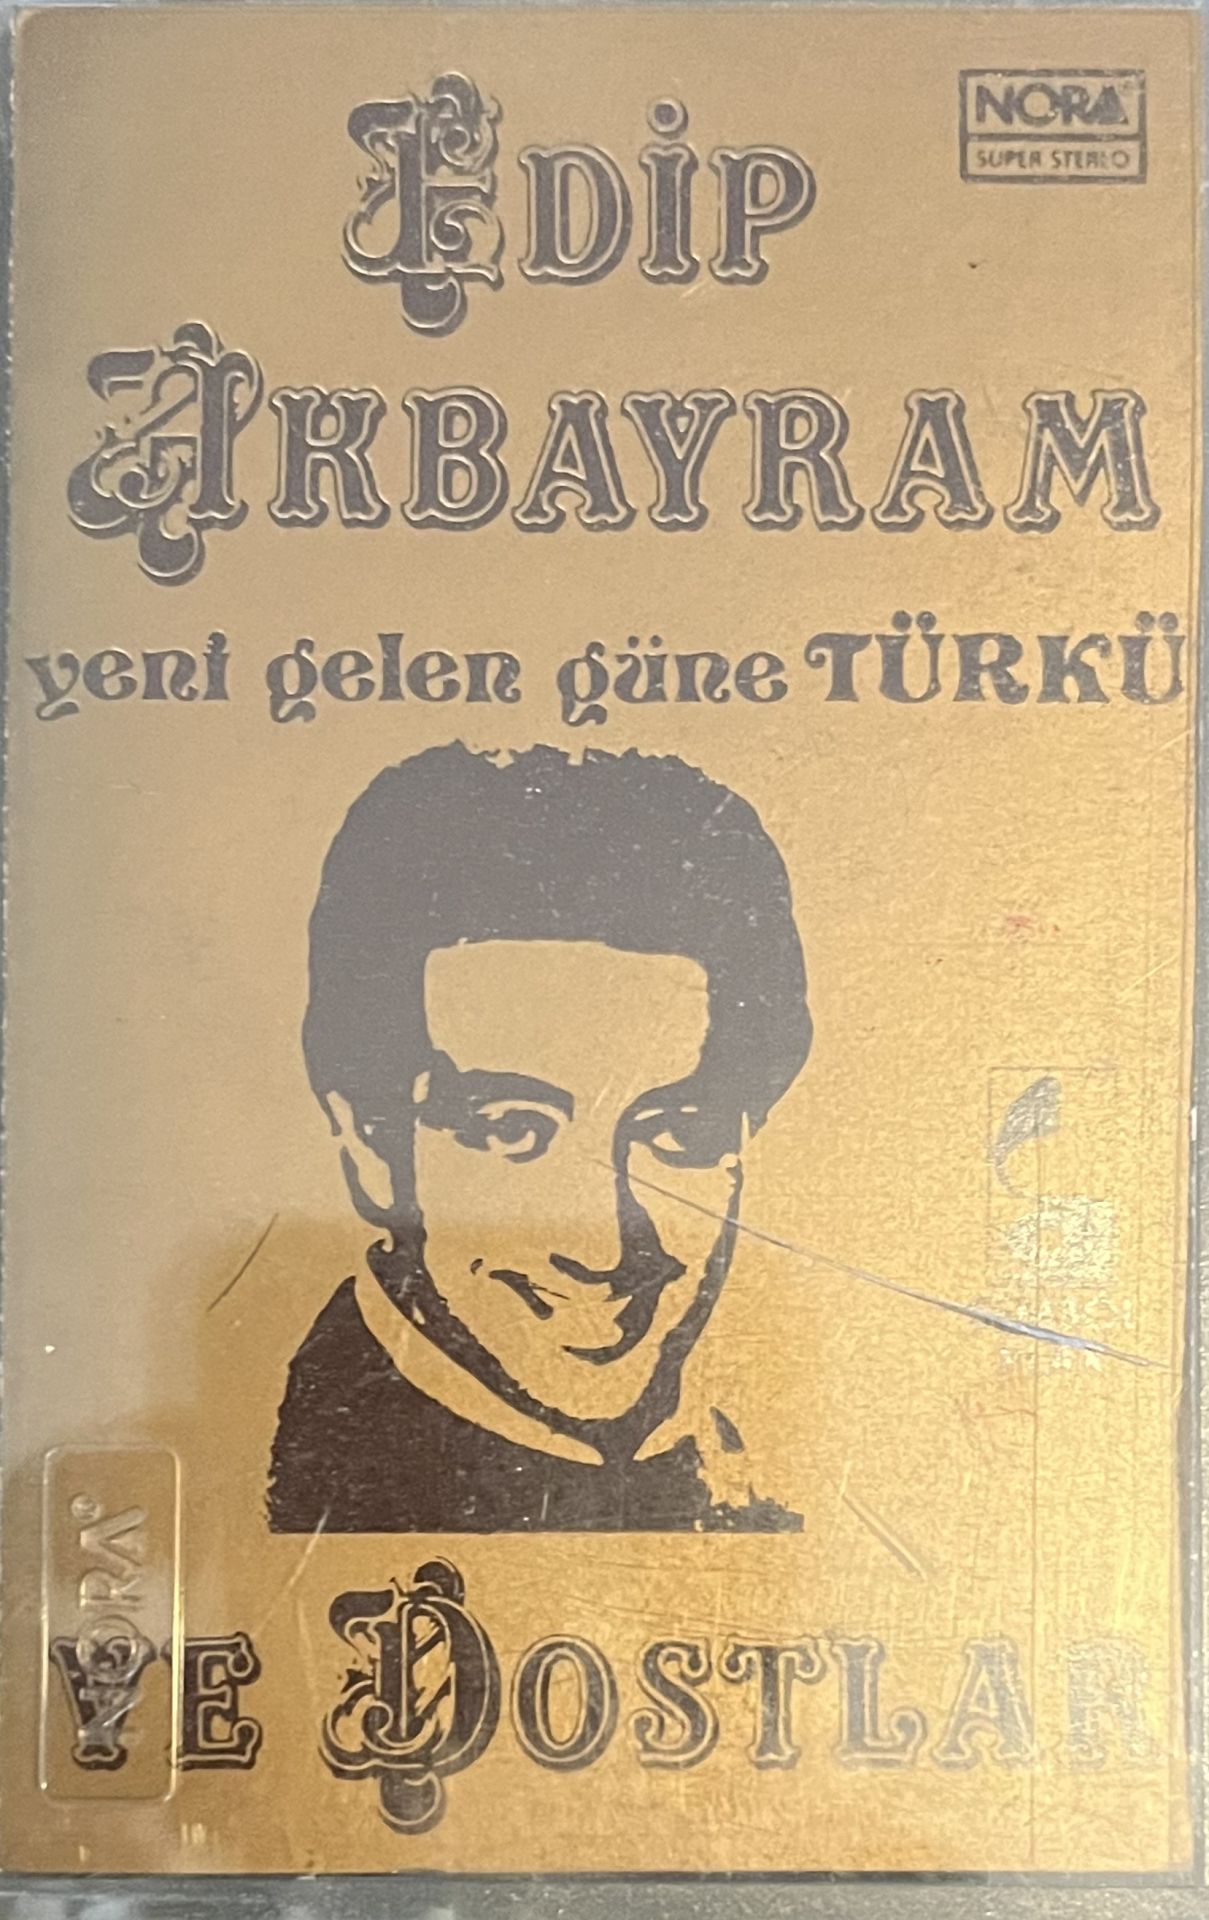 EDİP
NORA
SUPER STEREO
AKBAYRAM
yeni gelen güne TÜRKÜ
NORA
VE DOSTLAR